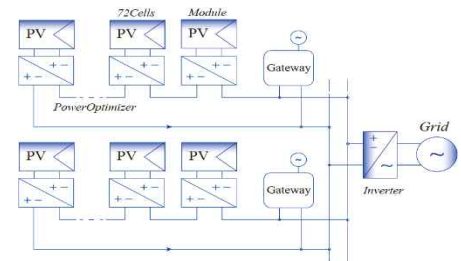 72Cells Module
PV PV PV
+ − + − + −
+ − + − + −
~
Gateway
PowerOptimizer
Grid
+
−
~
~
Inverter
PV PV PV
+ − + − + −
+ − + − + −
~
Gateway